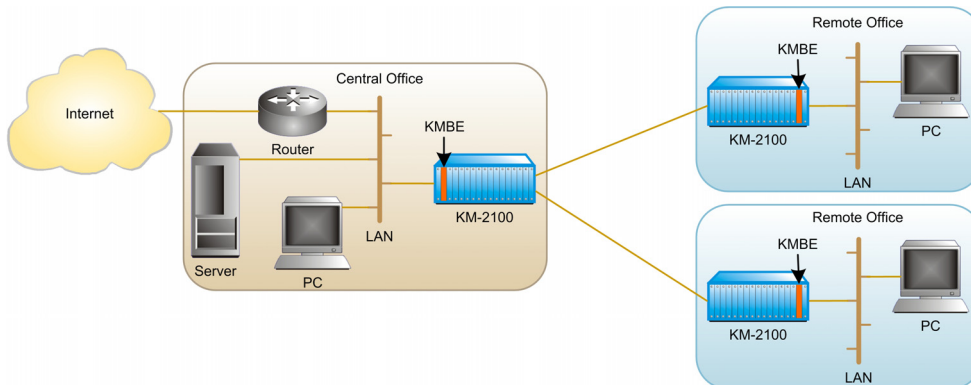 Internet
Central Office
Router
KMBE
KM-2100
LAN
Server
PC
Remote Office
KMBE
KM-2100
PC
LAN
Remote Office
KMBE
KM-2100
PC
LAN